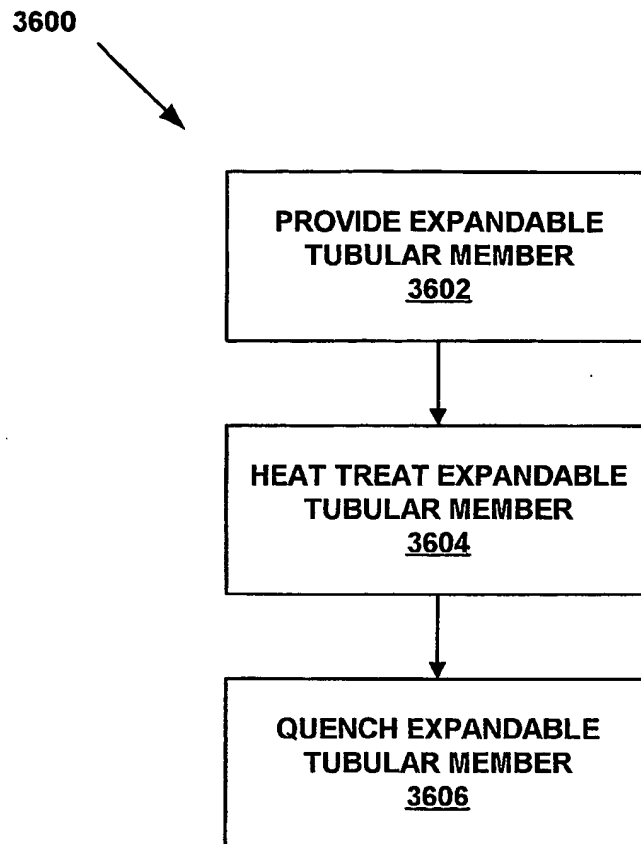 3600
PROVIDE EXPANDABLE
TUBULAR MEMBER
3602
HEAT TREAT EXPANDABLE
TUBULAR MEMBER
3604
QUENCH EXPANDABLE
TUBULAR MEMBER
3606